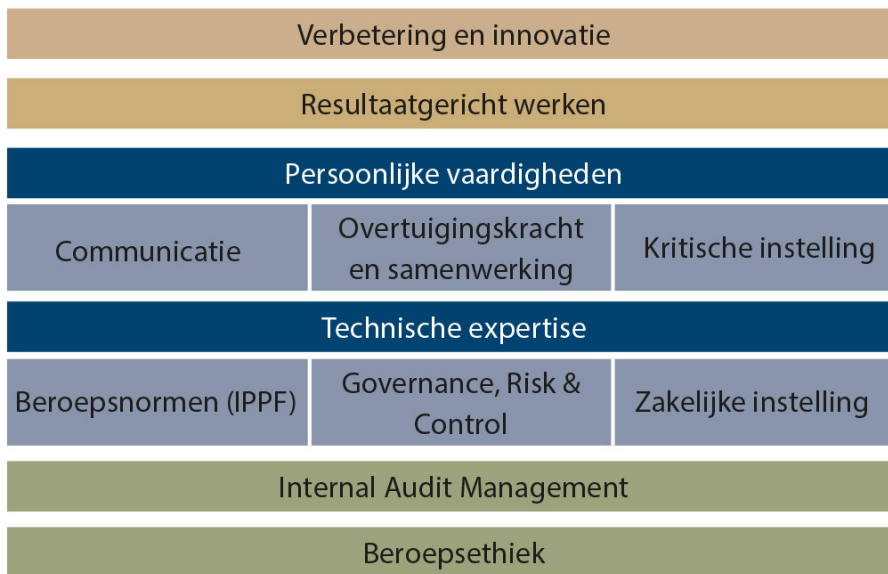 Verbetering en innovatie
Resultaatgericht werken
Persoonlijke vaardigheden
Communicatie
Overtuigingskracht
en samenwerking
Kritische instelling
Technische expertise
Beroepsnormen (IPPF)
Governance, Risk &
Control
Zakelijke instelling
Internal Audit Management
Beroepsethiek